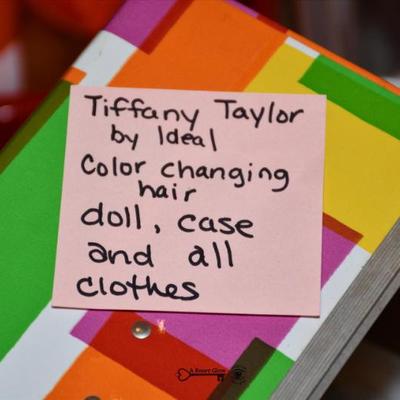 Tiffany Taylor
by Ideal
Color changing
hair
doll, case
and all
clothes